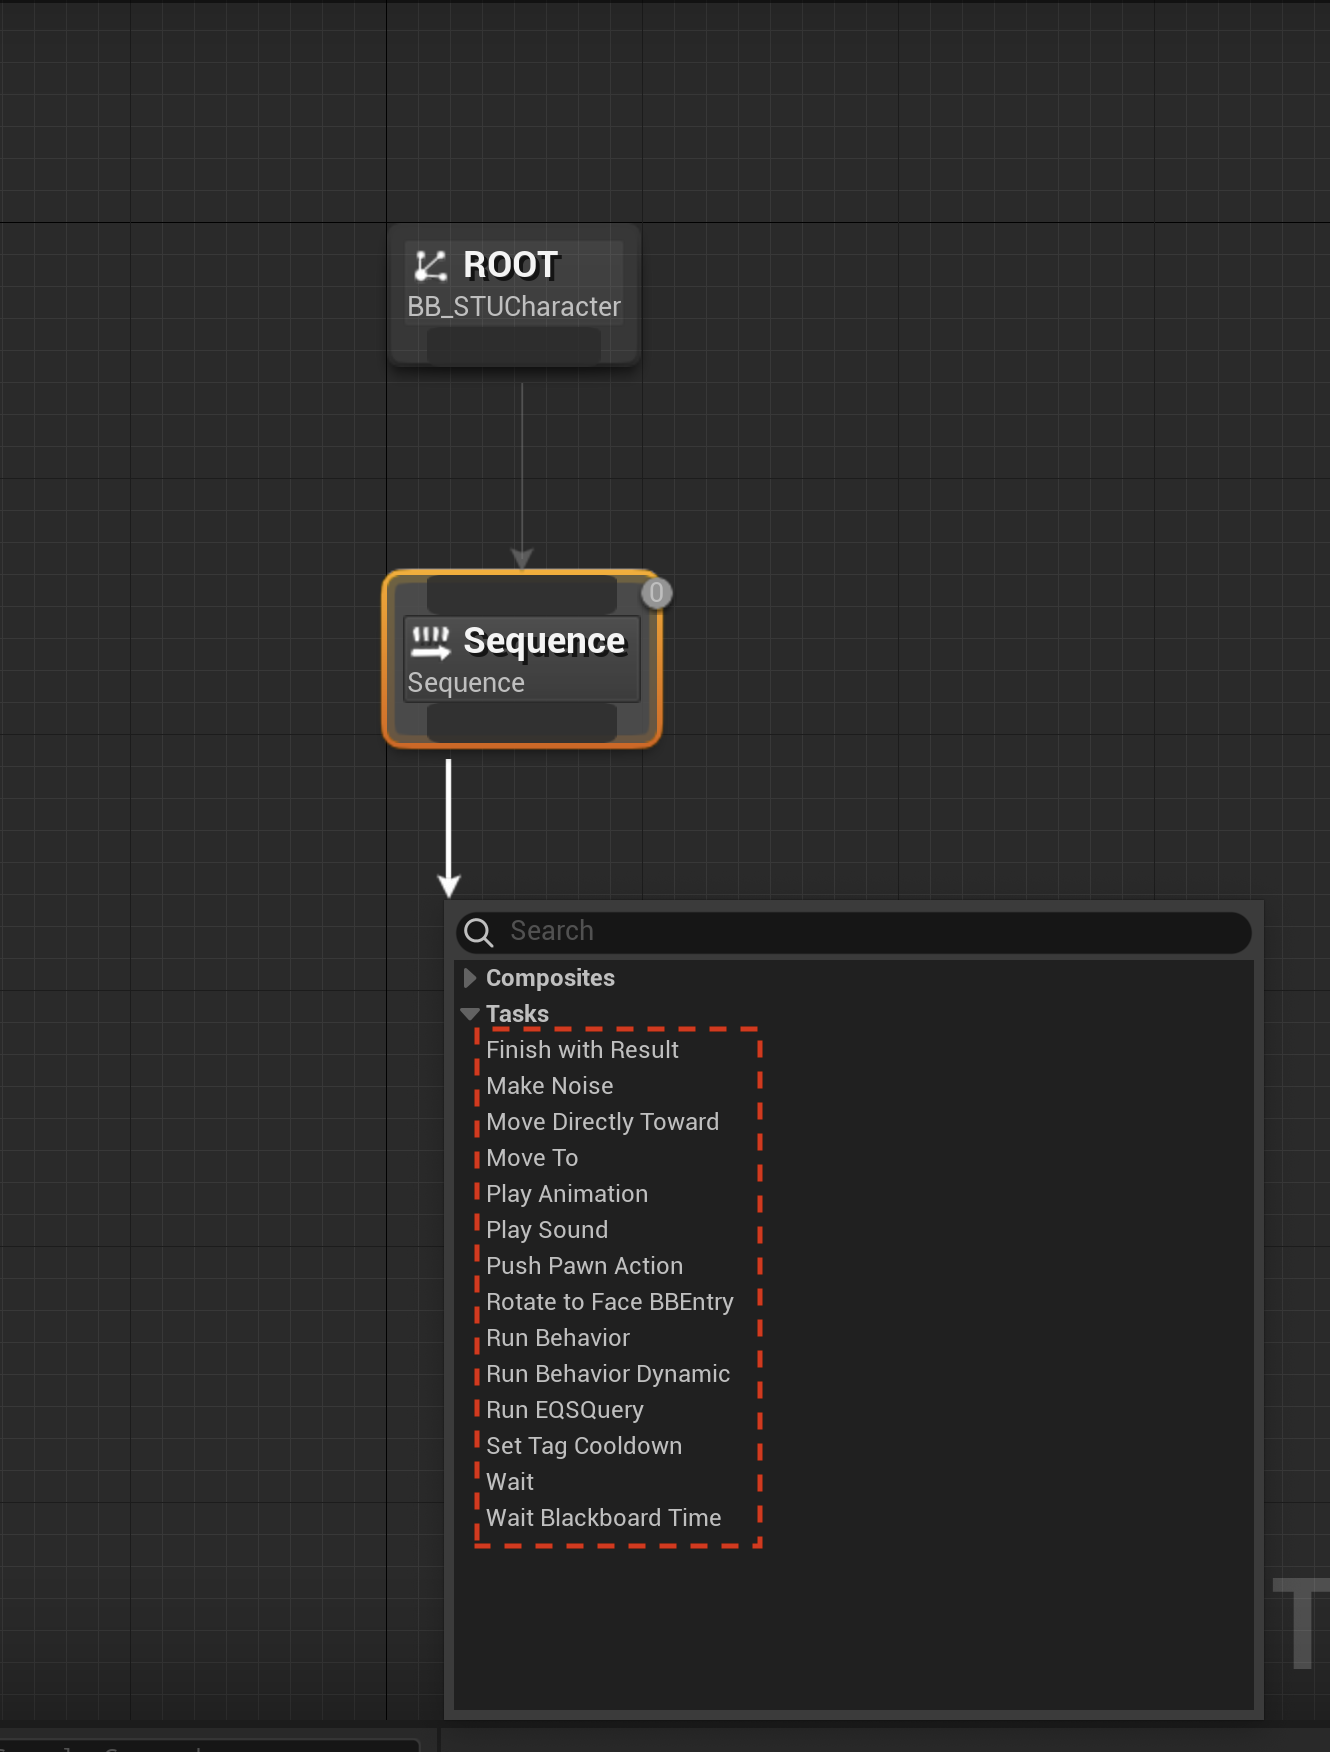 ROOT
BB_STUCharacter
0
Sequence
Sequence
Search
Composites
Tasks
Finish with Result
Make Noise
Move Directly Toward
Move To
Play Animation
Play Sound
Push Pawn Action
Rotate to Face BBEntry
Run Behavior
Run Behavior Dynamic
Run EQSQuery
Set Tag Cooldown
Wait
Wait Blackboard Time